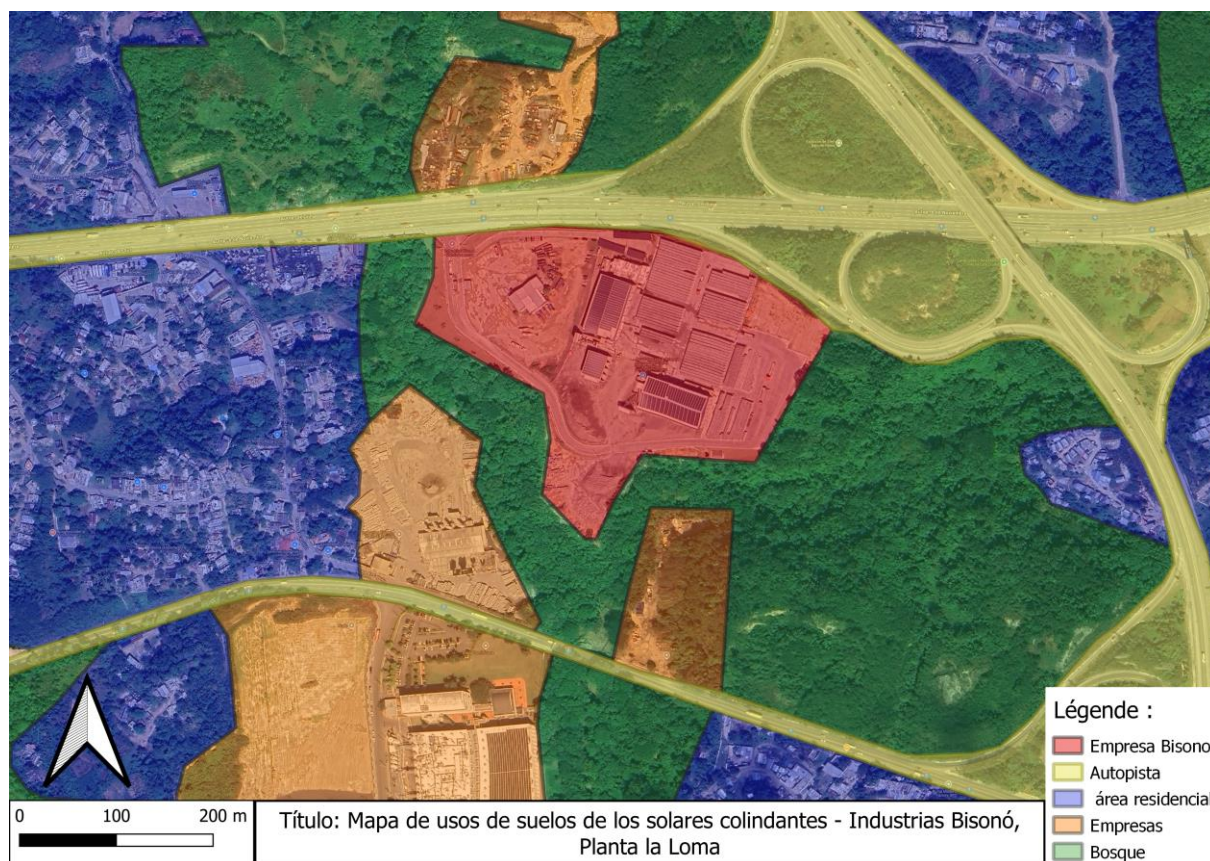 Légende :
Empresa Bisono
Autopista
área residencial
Empresas
Bosque
0 100 200 m
Título: Mapa de usos de suelos de los solares colindantes - Industrias Bisonó,
Planta la Loma